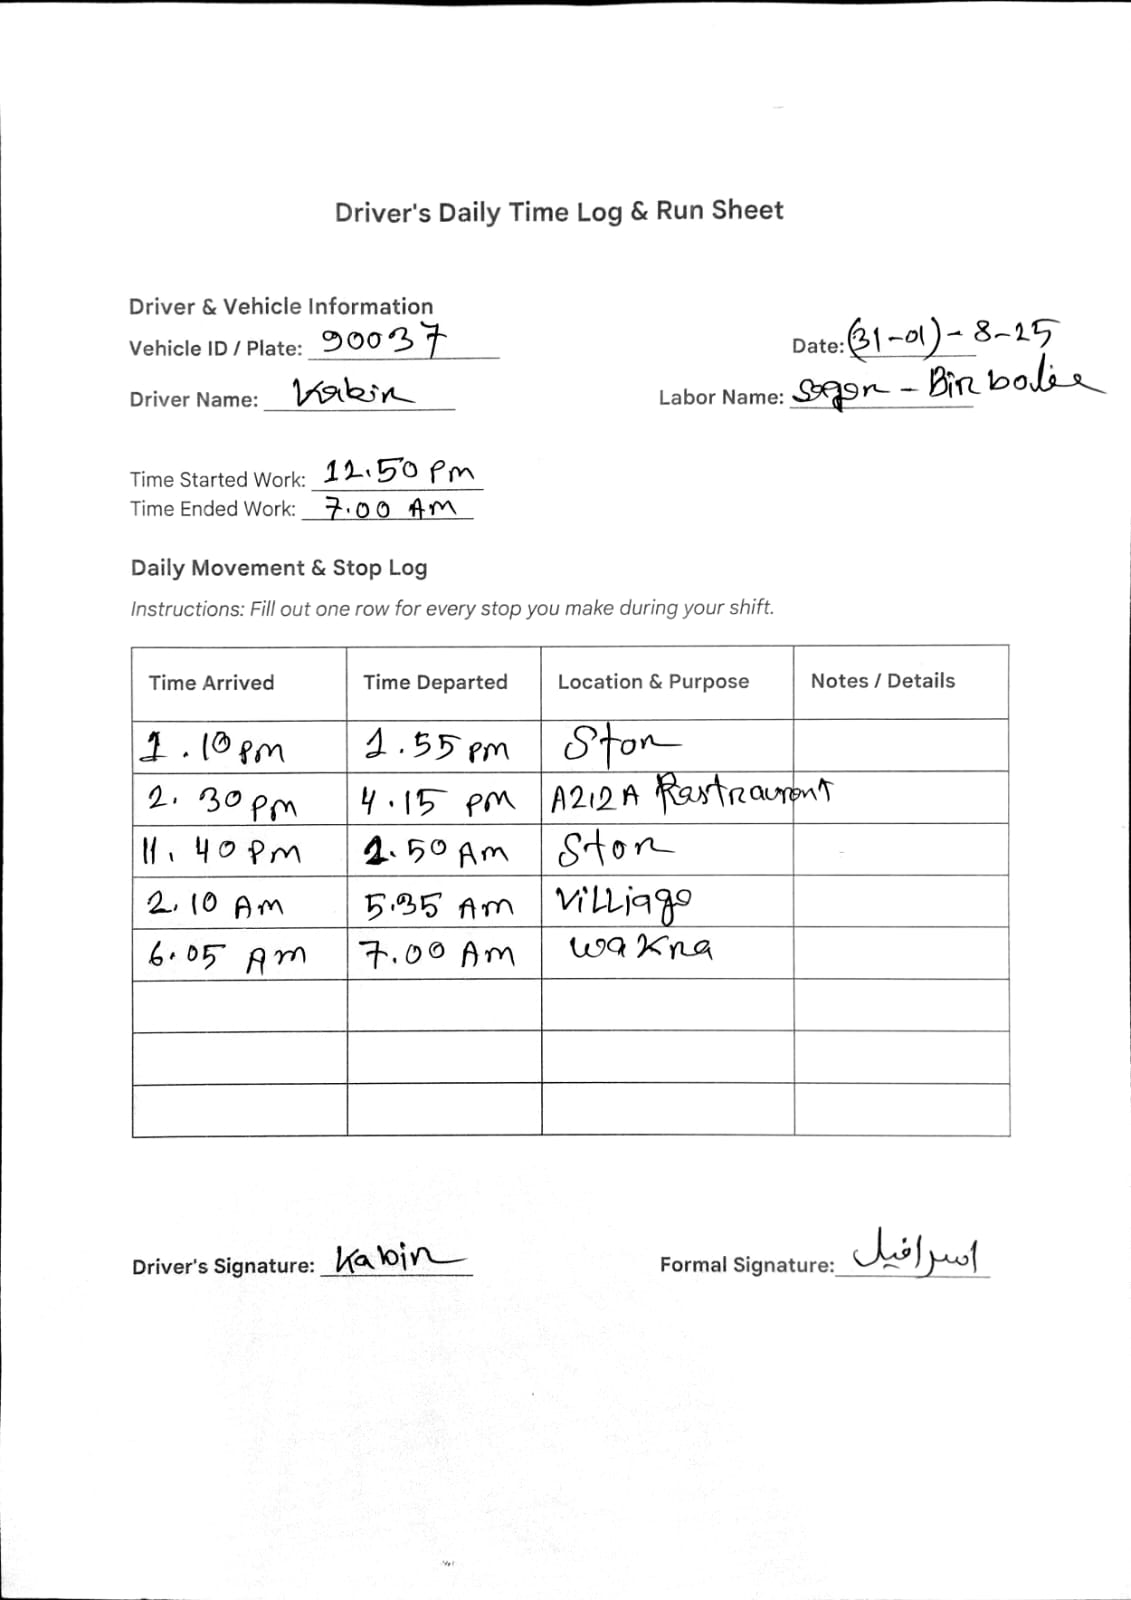 Driver's Daily Time Log & Run Sheet
Driver & Vehicle Information
Vehicle ID / Plate: 90037
Date: (31-01)-8-25
Driver Name: Kabin
Labor Name: Sagon - Bin bodie
Time Started Work: 12.50 pm
Time Ended Work: 7.00 AM
Daily Movement & Stop Log
Instructions: Fill out one row for every stop you make during your shift.
Time Arrived Time Departed Location & Purpose Notes / Details
1.10 pm 1.55 pm Ston
2.30 pm 4.15 pm A212A Rastraumont
11.40 pm 1.50 Am Ston
2.10 AM 5.35 AM Villiago
6.05 AM 7.00 AM wakna
Driver's Signature: Kabin
Formal Signature: اسرافيل